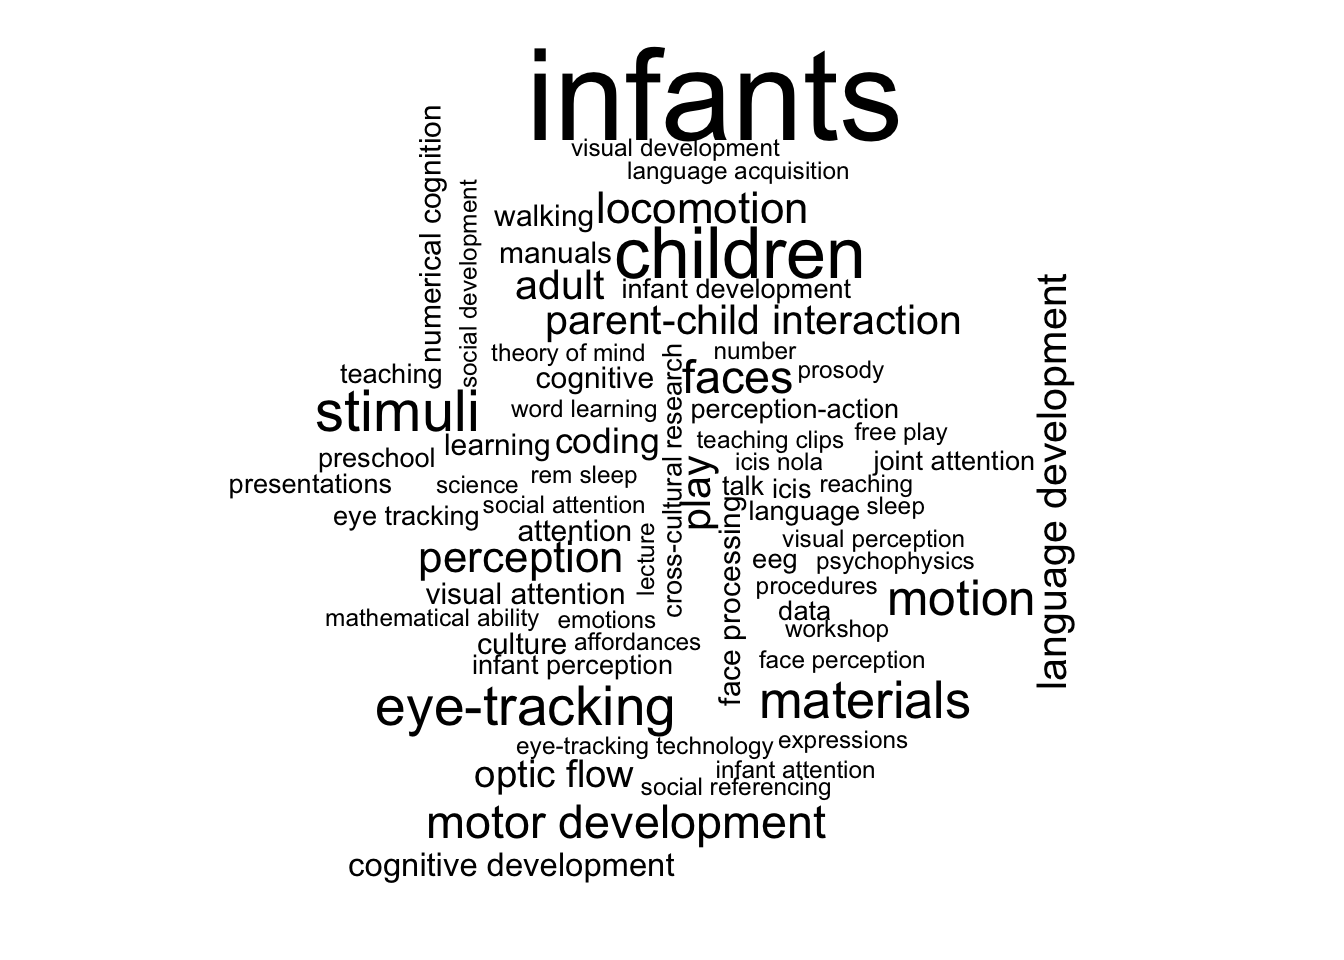 infants
visual development
language acquisition
numerical cognition
social development
walking
locomotion
manuals
children
adult
infant development
parent-child interaction
language development
theory of mind
number
teaching
cognitive
faces
prosody
stimuli
word learning
cross-cultural research
perception-action
learning
coding
teaching clips
free play
preschool
play
icis nola
joint attention
presentations
science
rem sleep
talk
icis
reaching
eye tracking
social attention
language
sleep
attention
lecture
face processing
visual perception
perception
eeg
psychophysics
visual attention
procedures
motion
mathematical ability
emotions
data
workshop
culture
affordances
infant perception
face perception
eye-tracking
materials
eye-tracking technology
expressions
optic flow
infant attention
social referencing
motor development
cognitive development